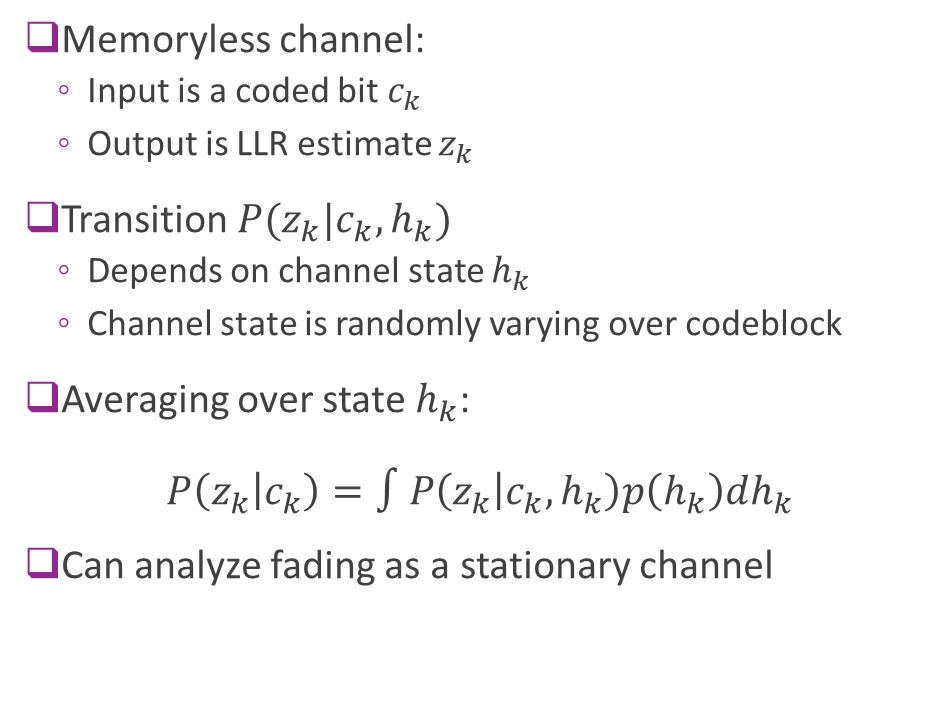 ❑Memoryless channel:
◦ Input is a coded bit $c_k$
◦ Output is LLR estimate $z_k$
❑Transition $P(z_k|c_k, h_k)$
◦ Depends on channel state $h_k$
◦ Channel state is randomly varying over codeblock
❑Averaging over state $h_k$:
$P(z_k|c_k) = \int P(z_k|c_k, h_k)p(h_k)dh_k$
❑Can analyze fading as a stationary channel